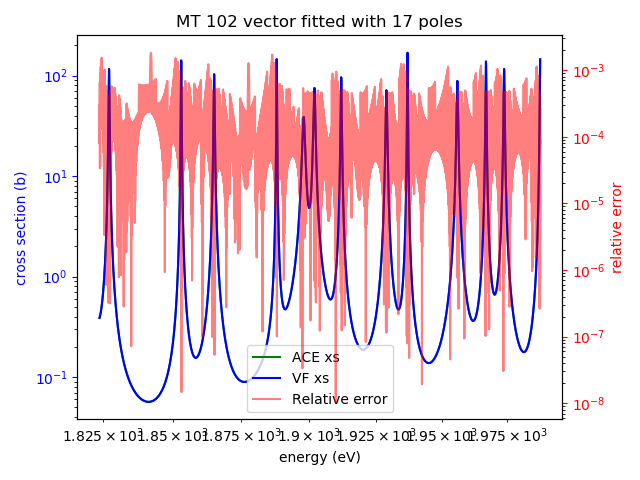 MT 102 vector fitted with 17 poles
10²
10¹
10⁰
10⁻¹
cross section (b)
10⁻³
10⁻⁴
10⁻⁵
10⁻⁶
10⁻⁷
10⁻⁸
relative error
ACE xs
VF xs
Relative error
1.825 × 10³ 1.85 × 10³ 1.875 × 10³ 1.9 × 10³ 1.925 × 10³ 1.95 × 10³ 1.975 × 10³
energy (eV)